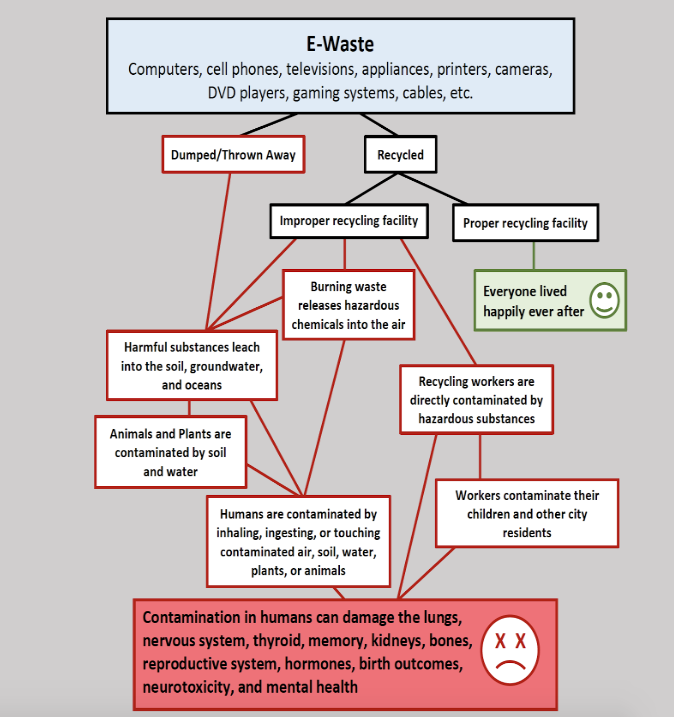 E-Waste
Computers, cell phones, televisions, appliances, printers, cameras,
DVD players, gaming systems, cables, etc.
Dumped/Thrown Away
Recycled
Improper recycling facility
Proper recycling facility
Burning waste
releases hazardous
chemicals into the air
Everyone lived
happily ever after
Harmful substances leach
into the soil, groundwater,
and oceans
Recycling workers are
directly contaminated by
hazardous substances
Animals and Plants are
contaminated by soil
and water
Workers contaminate their
children and other city
residents
Humans are contaminated by
inhaling, ingesting, or touching
contaminated air, soil, water,
plants, or animals
Contamination in humans can damage the lungs,
nervous system, thyroid, memory, kidneys, bones,
reproductive system, hormones, birth outcomes,
neurotoxicity, and mental health
X X